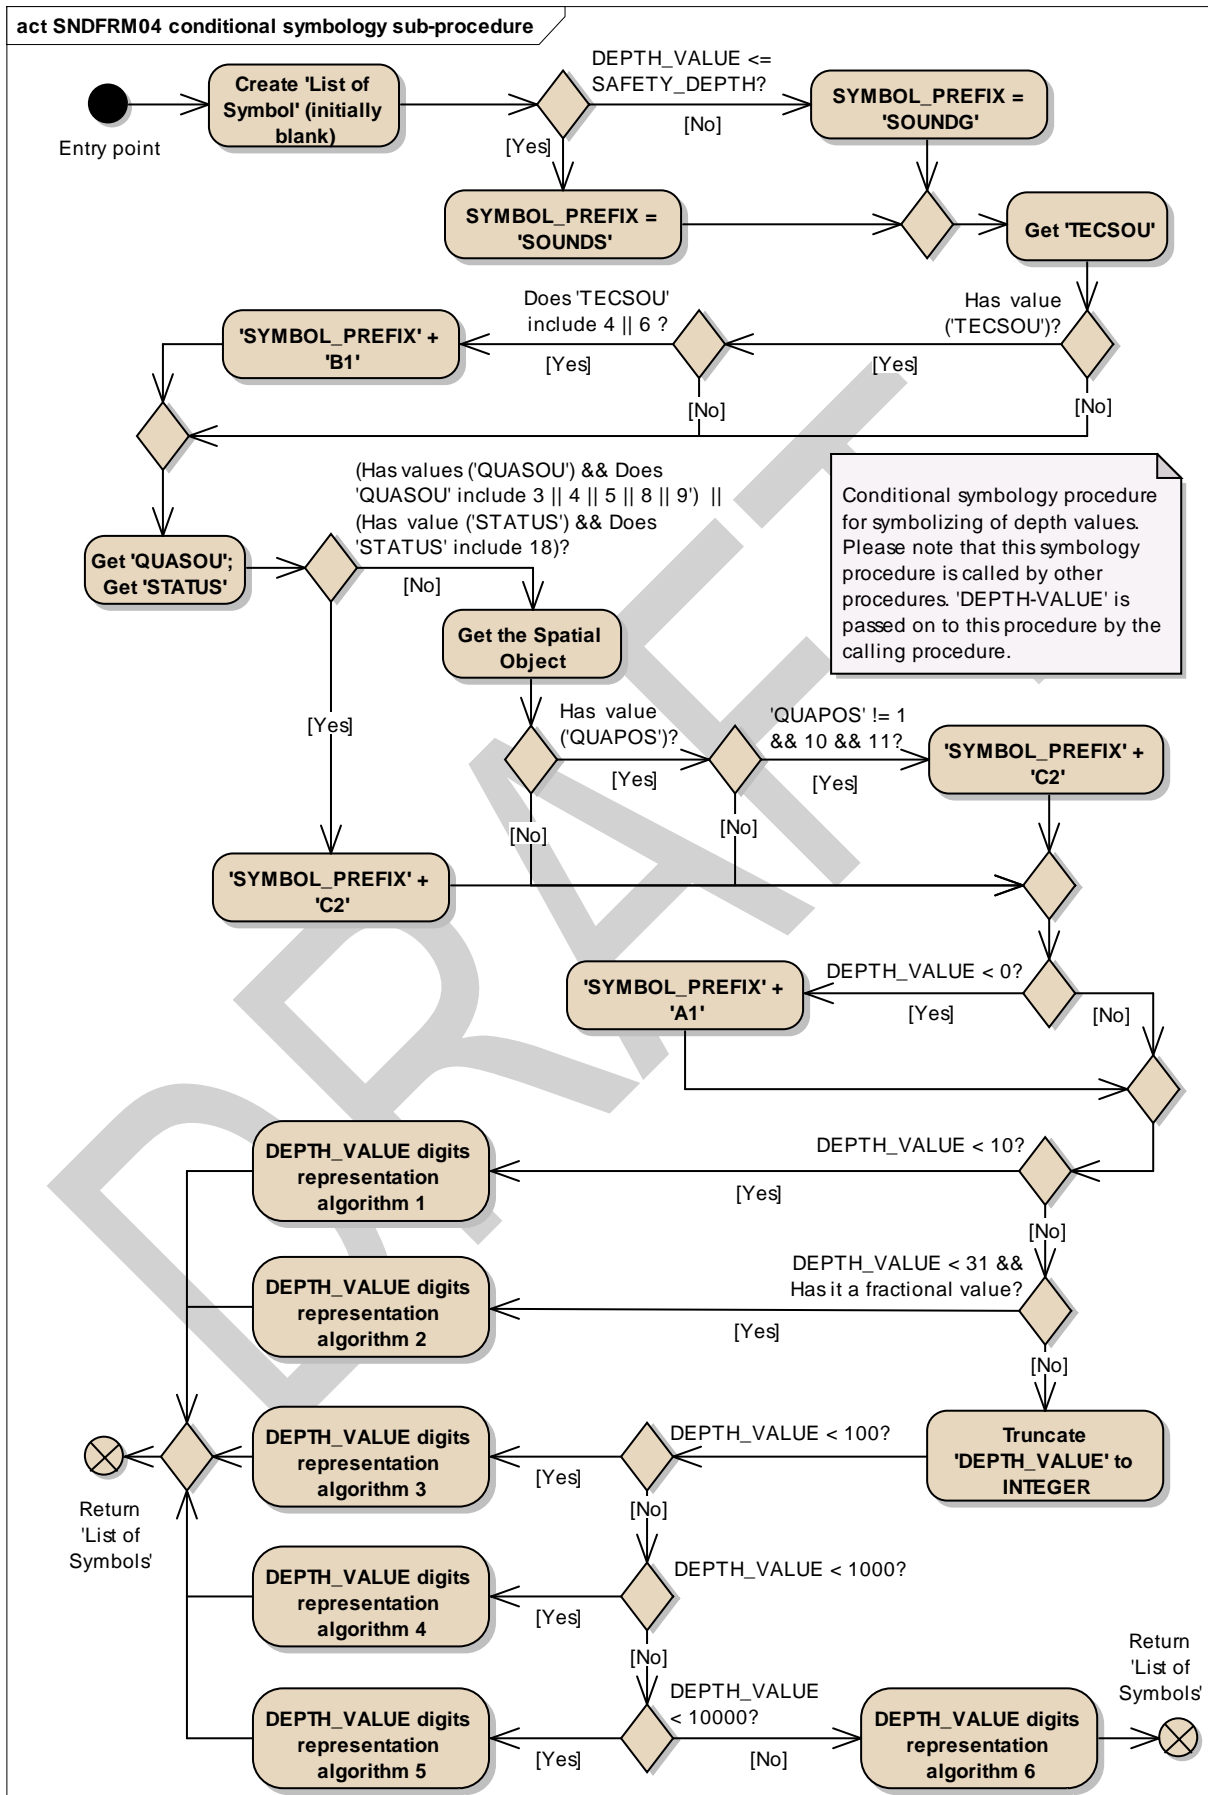 act SNDFRM04 conditional symbology sub-procedure
Entry point
Create 'List of
Symbol' (initially
blank)
DEPTH_VALUE <=
SAFETY_DEPTH?
[No]
[Yes]
SYMBOL_PREFIX =
'SOUNDG'
SYMBOL_PREFIX =
'SOUNDS'
Get 'TECSOU'
Has value
('TECSOU')?
[Yes]
[No]
Does 'TECSOU'
include 4 || 6 ?
[Yes]
[No]
'SYMBOL_PREFIX' +
'B1'
(Has values ('QUASOU') && Does
'QUASOU' include 3 || 4 || 5 || 8 || 9') ||
(Has value ('STATUS') && Does
'STATUS' include 18)?
Get 'QUASOU';
Get 'STATUS'
[No]
[Yes]
Conditional symbology procedure
for symbolizing of depth values.
Please note that this symbology
procedure is called by other
procedures. 'DEPTH-VALUE' is
passed on to this procedure by the
calling procedure.
Get the Spatial
Object
Has value
('QUAPOS')?
[Yes]
[No]
'QUAPOS' != 1
&& 10 && 11?
[Yes]
[No]
'SYMBOL_PREFIX' +
'C2'
'SYMBOL_PREFIX' +
'C2'
DEPTH_VALUE < 0?
[Yes]
[No]
'SYMBOL_PREFIX' +
'A1'
DEPTH_VALUE < 10?
[Yes]
[No]
DEPTH_VALUE digits
representation
algorithm 1
DEPTH_VALUE < 31 &&
Has it a fractional value?
[Yes]
[No]
DEPTH_VALUE digits
representation
algorithm 2
Truncate
'DEPTH_VALUE' to
INTEGER
DEPTH_VALUE < 100?
[Yes]
[No]
DEPTH_VALUE digits
representation
algorithm 3
Return
'List of
Symbols'
DEPTH_VALUE < 1000?
[Yes]
[No]
DEPTH_VALUE digits
representation
algorithm 4
DEPTH_VALUE
< 10000?
[Yes]
[No]
DEPTH_VALUE digits
representation
algorithm 5
DEPTH_VALUE digits
representation
algorithm 6
Return
'List of
Symbols'
DRAFT